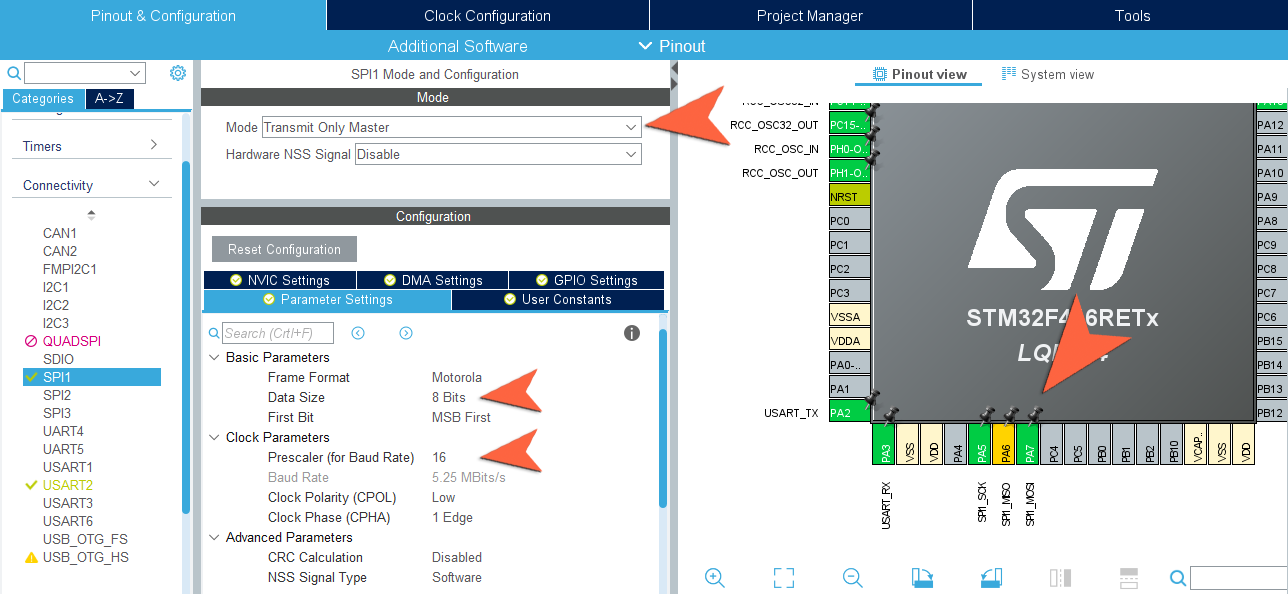 Pinout & Configuration
Clock Configuration
Project Manager
Tools
Additional Software
Pinout
Categories
A->Z
Timers
Connectivity
CAN1
CAN2
FMPI2C1
I2C1
I2C2
I2C3
QUADSPI
SDIO
SPI1
SPI2
SPI3
UART4
UART5
USART1
USART2
USART3
USART6
USB_OTG_FS
USB_OTG_HS
SPI1 Mode and Configuration
Mode
Mode Transmit Only Master
Hardware NSS Signal Disable
Configuration
Reset Configuration
NVIC Settings
DMA Settings
GPIO Settings
Parameter Settings
User Constants
Search (Crtl+F)
Basic Parameters
Frame Format Motorola
Data Size 8 Bits
First Bit MSB First
Clock Parameters
Prescaler (for Baud Rate) 16
Baud Rate 5.25 MBits/s
Clock Polarity (CPOL) Low
Clock Phase (CPHA) 1 Edge
Advanced Parameters
CRC Calculation Disabled
NSS Signal Type Software
Pinout view
System view
RCC_OSC32_IN
RCC_OSC32_OUT PC15-..
RCC_OSC_IN PH0-O..
RCC_OSC_OUT PH1-O..
NRST
PC0
PC1
PC2
PC3
VSSA
VDDA
PA0-..
PA1
USART_TX PA2
ST
PA12
PA11
PA10
PA9
PA8
PC9
PC8
PC7
PC6
PB15
PB14
PB13
PB12
PA3
VSS
VDD
PA4
PA5
PA6
PA7
PC4
PC5
PB0
PB1
PB2
PB10
VCAP..
VSS
VDD
USART_RX
SPI1_SCK
SPI1_MISO
SPI1_MOSI